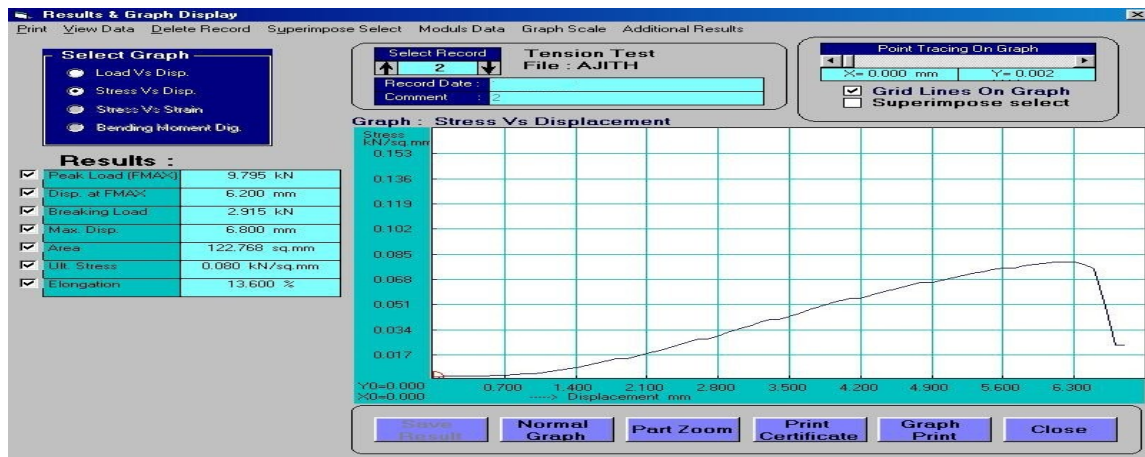 Results & Graph Display
Print View Data Delete Record Superimpose Select Moduls Data Graph Scale Additional Results
Select Graph
Load Vs Disp.
Stress Vs Disp.
Stress Vs Strain
Bending Moment Dig.
Select Record
2
Tension Test
File : AJITH
Record Date :
Comment : 2
Point Tracing On Graph
X= 0.000 mm Y= 0.002
Grid Lines On Graph
Superimpose select
Results :
Peak Load (FMAX) 9.795 kN
Disp. at FMAX 6.200 mm
Breaking Load 2.915 kN
Max. Disp. 6.800 mm
Area 122.768 sq.mm
Ult. Stress 0.080 kN/sq.mm
Elongation 13.600 %
Graph : Stress Vs Displacement
Stress
kN/sq.mm
0.153
0.136
0.119
0.102
0.085
0.068
0.051
0.034
0.017
Y0=0.000
X0=0.000
0.700 1.400 2.100 2.800 3.500 4.200 4.900 5.600 6.300
----> Displacement mm
Save Result
Normal Graph
Part Zoom
Print Certificate
Graph Print
Close